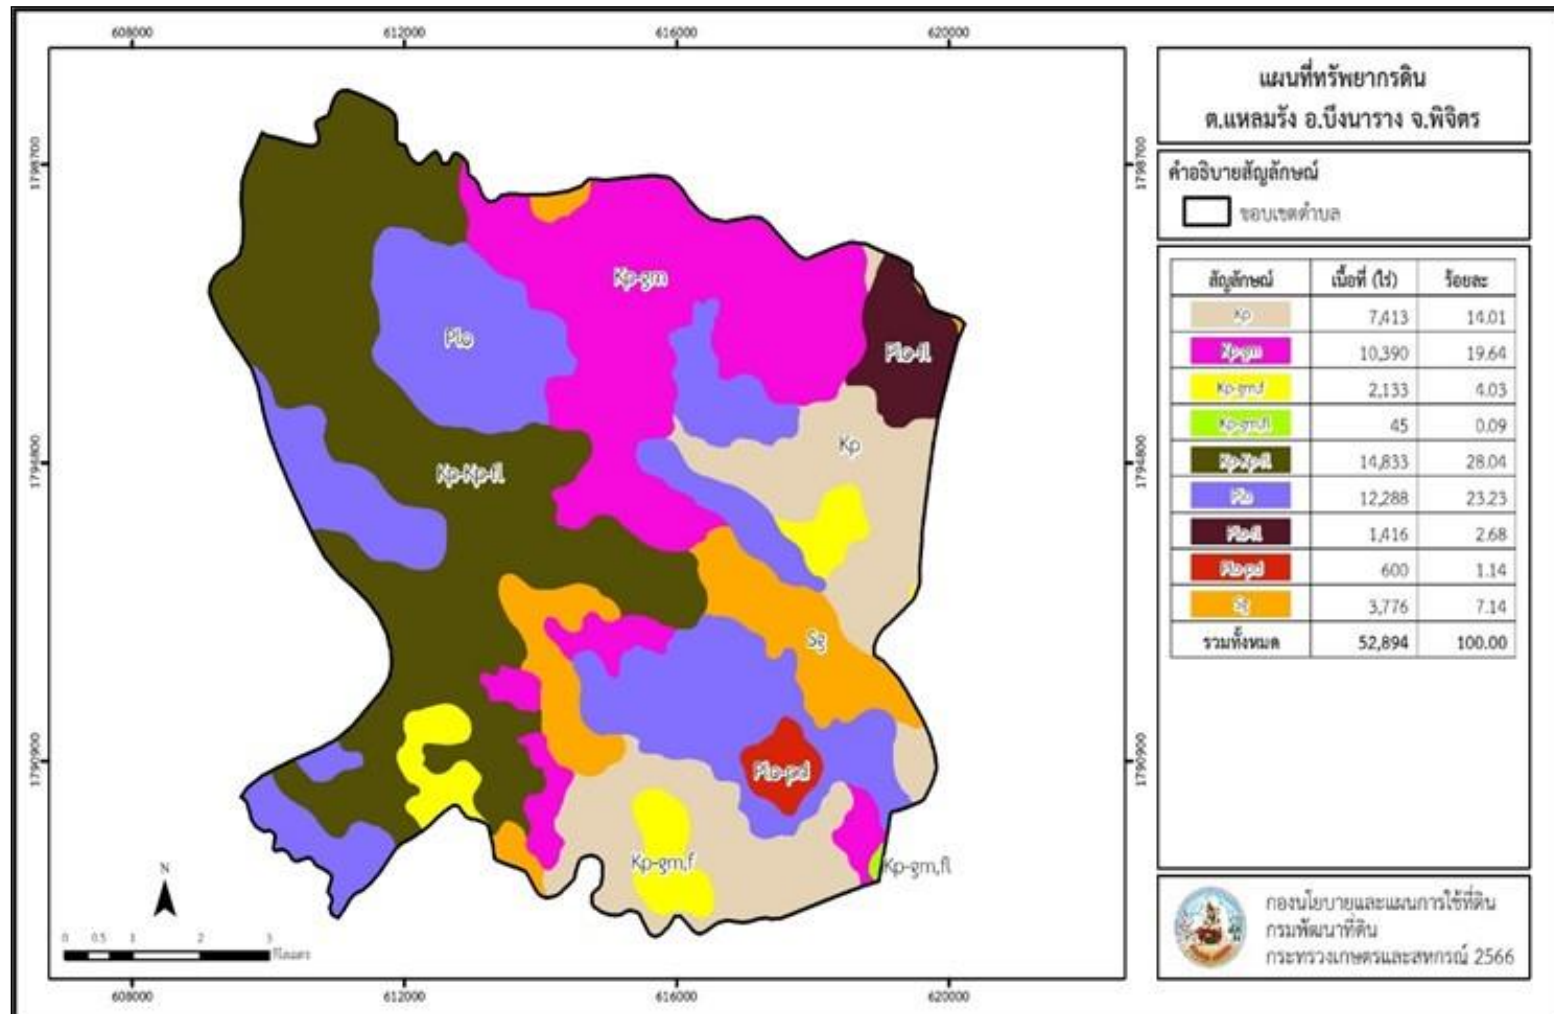 608000 612000 616000 620000
แผนที่ทรัพยากรดิน
ต.แหลมรัง อ.บึงนาราง จ.พิจิตร
1798700 1798700
คำอธิบายสัญลักษณ์
ขอบเขตตำบล
สัญลักษณ์ เนื้อที่ (ไร่) ร้อยละ
Kp 7,413 14.01
Kp-gm 10,390 19.64
Kp-gm,f 2,133 4.03
Kp-gm,fl 45 0.09
Kp-Kp-fl 14,833 28.04
Plo 12,288 23.23
Plo-fl 1,416 2.68
Plo-pd 600 1.14
Sg 3,776 7.14
รวมทั้งหมด 52,894 100.00
Kp-gm
Plo
Plo-fl
Kp
Kp-Kp-fl
1794800 1794800
Sg
1790900 1790900
Plo-pd
Kp-gm,f
Kp-gm,fl
N
0 0.5 1 2 3
กิโลเมตร
กองนโยบายและแผนการใช้ที่ดิน
กรมพัฒนาที่ดิน
กระทรวงเกษตรและสหกรณ์ 2566
608000 612000 616000 620000